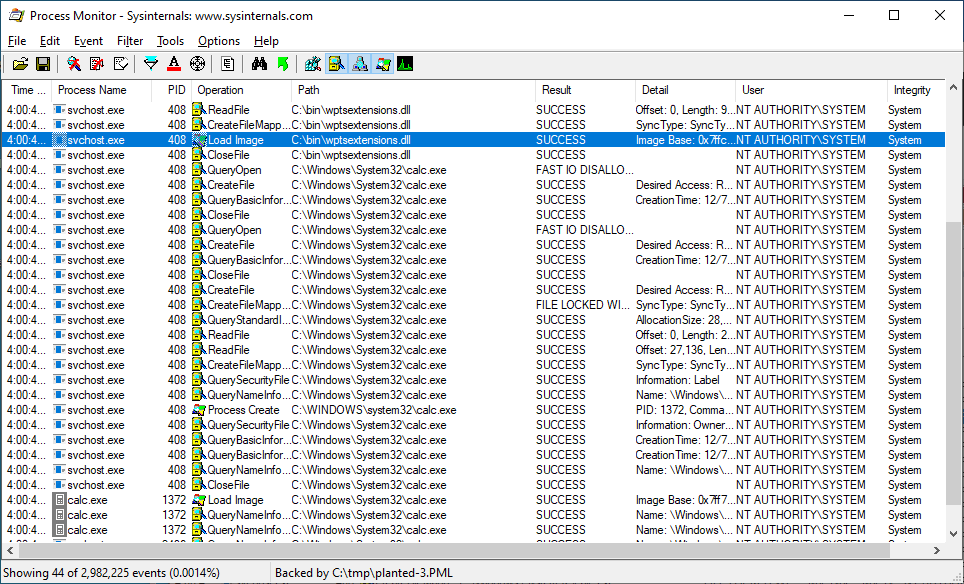 Process Monitor - Sysinternals: www.sysinternals.com
File Edit Event Filter Tools Options Help
Time ... Process Name PID Operation Path Result Detail User Integrity
4:00:4... svchost.exe 408 ReadFile C:\bin\wptsextensions.dll SUCCESS Offset: 0, Length: 9... NT AUTHORITY\SYSTEM System
4:00:4... svchost.exe 408 CreateFileMapp... C:\bin\wptsextensions.dll SUCCESS SyncType: SyncTy... NT AUTHORITY\SYSTEM System
4:00:4... svchost.exe 408 Load Image C:\bin\wptsextensions.dll SUCCESS Image Base: 0x7ffc... NT AUTHORITY\SYSTEM System
4:00:4... svchost.exe 408 CloseFile C:\bin\wptsextensions.dll SUCCESS NT AUTHORITY\SYSTEM System
4:00:4... svchost.exe 408 QueryOpen C:\Windows\System32\calc.exe FAST IO DISALLO... NT AUTHORITY\SYSTEM System
4:00:4... svchost.exe 408 CreateFile C:\Windows\System32\calc.exe SUCCESS Desired Access: R... NT AUTHORITY\SYSTEM System
4:00:4... svchost.exe 408 QueryBasicInfor... C:\Windows\System32\calc.exe SUCCESS CreationTime: 12/7... NT AUTHORITY\SYSTEM System
4:00:4... svchost.exe 408 CloseFile C:\Windows\System32\calc.exe SUCCESS NT AUTHORITY\SYSTEM System
4:00:4... svchost.exe 408 QueryOpen C:\Windows\System32\calc.exe FAST IO DISALLO... NT AUTHORITY\SYSTEM System
4:00:4... svchost.exe 408 CreateFile C:\Windows\System32\calc.exe SUCCESS Desired Access: R... NT AUTHORITY\SYSTEM System
4:00:4... svchost.exe 408 QueryBasicInfor... C:\Windows\System32\calc.exe SUCCESS CreationTime: 12/7... NT AUTHORITY\SYSTEM System
4:00:4... svchost.exe 408 CloseFile C:\Windows\System32\calc.exe SUCCESS NT AUTHORITY\SYSTEM System
4:00:4... svchost.exe 408 CreateFile C:\Windows\System32\calc.exe SUCCESS Desired Access: R... NT AUTHORITY\SYSTEM System
4:00:4... svchost.exe 408 CreateFileMapp... C:\Windows\System32\calc.exe FILE LOCKED WI... SyncType: SyncTy... NT AUTHORITY\SYSTEM System
4:00:4... svchost.exe 408 QueryStandardI... C:\Windows\System32\calc.exe SUCCESS AllocationSize: 28,... NT AUTHORITY\SYSTEM System
4:00:4... svchost.exe 408 ReadFile C:\Windows\System32\calc.exe SUCCESS Offset: 0, Length: 2... NT AUTHORITY\SYSTEM System
4:00:4... svchost.exe 408 ReadFile C:\Windows\System32\calc.exe SUCCESS Offset: 27,136, Len... NT AUTHORITY\SYSTEM System
4:00:4... svchost.exe 408 CreateFileMapp... C:\Windows\System32\calc.exe SUCCESS SyncType: SyncTy... NT AUTHORITY\SYSTEM System
4:00:4... svchost.exe 408 QuerySecurityFile C:\Windows\System32\calc.exe SUCCESS Information: Label NT AUTHORITY\SYSTEM System
4:00:4... svchost.exe 408 QueryNameInfo... C:\Windows\System32\calc.exe SUCCESS Name: \Windows\... NT AUTHORITY\SYSTEM System
4:00:4... svchost.exe 408 Process Create C:\WINDOWS\system32\calc.exe SUCCESS PID: 1372, Comma... NT AUTHORITY\SYSTEM System
4:00:4... svchost.exe 408 QuerySecurityFile C:\Windows\System32\calc.exe SUCCESS Information: Owner... NT AUTHORITY\SYSTEM System
4:00:4... svchost.exe 408 QueryBasicInfor... C:\Windows\System32\calc.exe SUCCESS CreationTime: 12/7... NT AUTHORITY\SYSTEM System
4:00:4... svchost.exe 408 QueryBasicInfor... C:\Windows\System32\calc.exe SUCCESS CreationTime: 12/7... NT AUTHORITY\SYSTEM System
4:00:4... svchost.exe 408 QueryNameInfo... C:\Windows\System32\calc.exe SUCCESS Name: \Windows\... NT AUTHORITY\SYSTEM System
4:00:4... svchost.exe 408 CloseFile C:\Windows\System32\calc.exe SUCCESS NT AUTHORITY\SYSTEM System
4:00:4... calc.exe 1372 Load Image C:\Windows\System32\calc.exe SUCCESS Image Base: 0x7ff7... NT AUTHORITY\SYSTEM System
4:00:4... calc.exe 1372 QueryNameInfo... C:\Windows\System32\calc.exe SUCCESS Name: \Windows\... NT AUTHORITY\SYSTEM System
4:00:4... calc.exe 1372 QueryNameInfo... C:\Windows\System32\calc.exe SUCCESS Name: \Windows\... NT AUTHORITY\SYSTEM System
Showing 44 of 2,982,225 events (0.0014%) Backed by C:\tmp\planted-3.PML